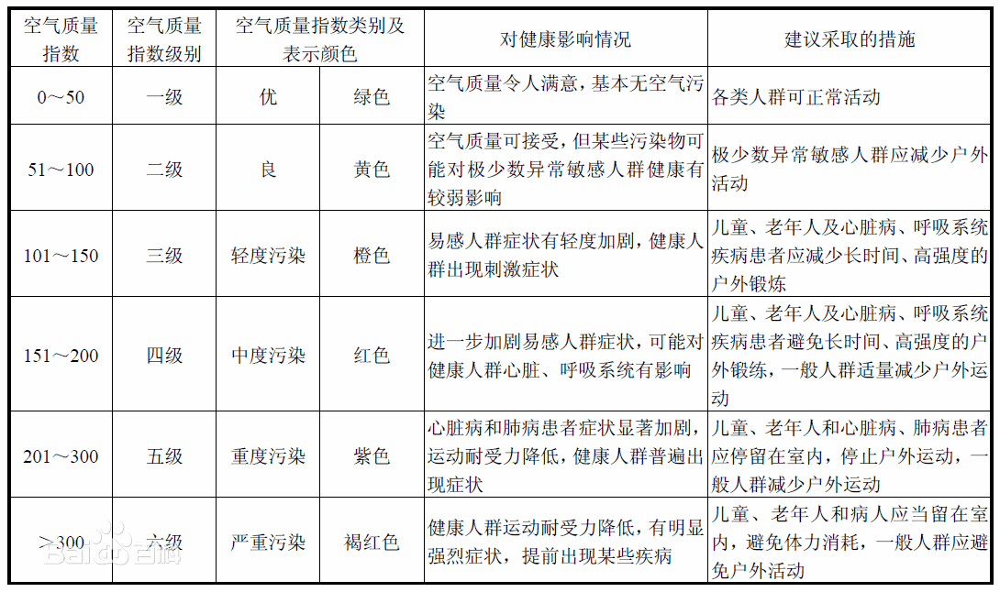 空气质量
指数
空气质量
指数级别
空气质量指数类别及
表示颜色
对健康影响情况
建议采取的措施
0～50
一级
优
绿色
空气质量令人满意，基本无空气污
染
各类人群可正常活动
51～100
二级
良
黄色
空气质量可接受，但某些污染物可
能对极少数异常敏感人群健康有
较弱影响
极少数异常敏感人群应减少户外
活动
101～150
三级
轻度污染
橙色
易感人群症状有轻度加剧，健康人
群出现刺激症状
儿童、老年人及心脏病、呼吸系统
疾病患者应减少长时间、高强度的
户外锻炼
151～200
四级
中度污染
红色
进一步加剧易感人群症状，可能对
健康人群心脏、呼吸系统有影响
儿童、老年人及心脏病、呼吸系统
疾病患者避免长时间、高强度的户
外锻练，一般人群适量减少户外运
动
201～300
五级
重度污染
紫色
心脏病和肺病患者症状显著加剧，
运动耐受力降低，健康人群普遍出
现症状
儿童、老年人和心脏病、肺病患者
应停留在室内，停止户外运动，一
般人群减少户外运动
>300
六级
严重污染
褐红色
健康人群运动耐受力降低，有明显
强烈症状，提前出现某些疾病
儿童、老年人和病人应当留在室
内，避免体力消耗，一般人群应避
免户外活动
Bai百科